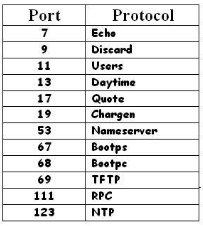 Port Protocol
7 Echo
9 Discard
11 Users
13 Daytime
17 Quote
19 Chargen
53 Nameserver
67 Bootps
68 Bootpc
69 TFTP
111 RPC
123 NTP